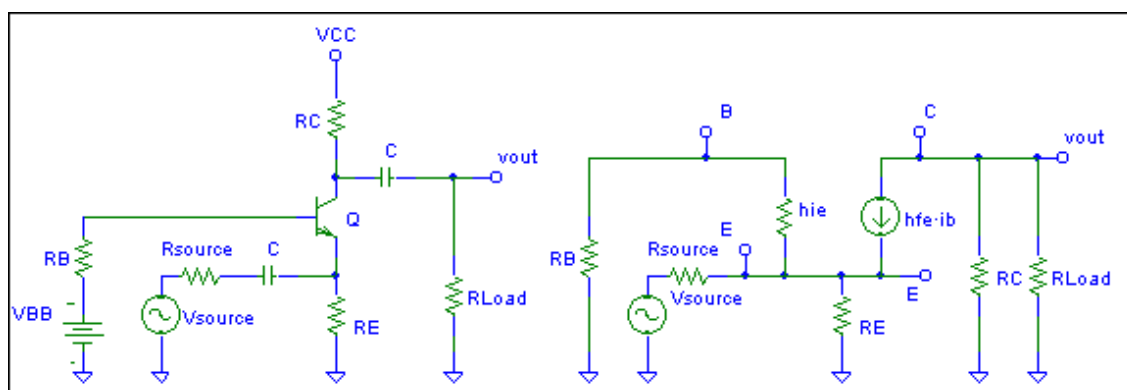 VCC
RC
C
vout
Q
RB
Rsource
C
VBB
Vsource
RE
RLoad
B
C
vout
hie
hfe·ib
E
RB
Rsource
Vsource
E
RE
RC
RLoad